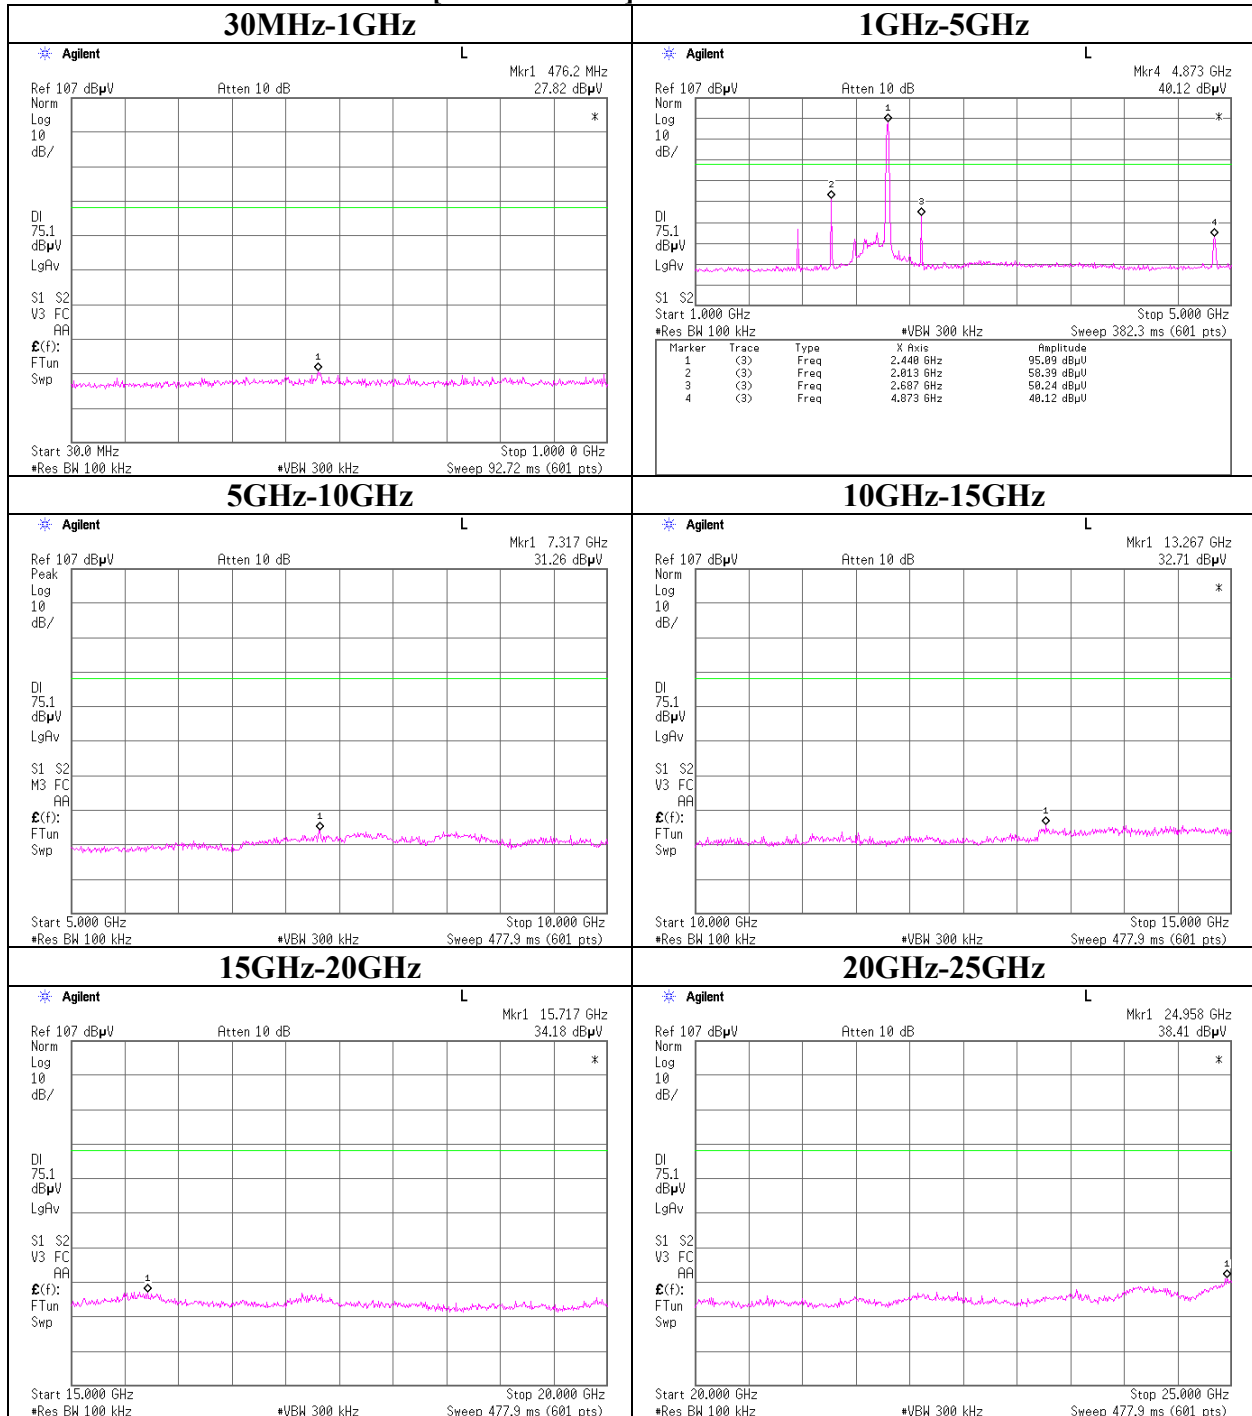 30MHz-1GHz
Agilent L
Mkr1 476.2 MHz
Ref 107 dBµV Atten 10 dB 27.82 dBµV
Norm
Log
10
dB/
*
DI
75.1
dBµV
LgAv
S1 S2
V3 FC
AA
£(f):
FTun
Swp
1
Start 30.0 MHz Stop 1.000 0 GHz
#Res BW 100 kHz #VBW 300 kHz Sweep 92.72 ms (601 pts)
1GHz-5GHz
Agilent L
Mkr4 4.873 GHz
Ref 107 dBµV Atten 10 dB 40.12 dBµV
Norm
Log
10
dB/
*
1
2
3
4
DI
75.1
dBµV
LgAv
S1 S2
Start 1.000 GHz Stop 5.000 GHz
#Res BW 100 kHz #VBW 300 kHz Sweep 382.3 ms (601 pts)
Marker Trace Type X Axis Amplitude
1 (3) Freq 2.440 GHz 95.09 dBµV
2 (3) Freq 2.013 GHz 58.39 dBµV
3 (3) Freq 2.687 GHz 50.24 dBµV
4 (3) Freq 4.873 GHz 40.12 dBµV
5GHz-10GHz
Agilent L
Mkr1 7.317 GHz
Ref 107 dBµV Atten 10 dB 31.26 dBµV
Peak
Log
10
dB/
DI
75.1
dBµV
LgAv
S1 S2
M3 FC
AA
£(f):
FTun
Swp
1
Start 5.000 GHz Stop 10.000 GHz
#Res BW 100 kHz #VBW 300 kHz Sweep 477.9 ms (601 pts)
10GHz-15GHz
Agilent L
Mkr1 13.267 GHz
Ref 107 dBµV Atten 10 dB 32.71 dBµV
Norm
Log
10
dB/
*
DI
75.1
dBµV
LgAv
S1 S2
V3 FC
AA
£(f):
FTun
Swp
1
Start 10.000 GHz Stop 15.000 GHz
#Res BW 100 kHz #VBW 300 kHz Sweep 477.9 ms (601 pts)
15GHz-20GHz
Agilent L
Mkr1 15.717 GHz
Ref 107 dBµV Atten 10 dB 34.18 dBµV
Norm
Log
10
dB/
*
DI
75.1
dBµV
LgAv
S1 S2
V3 FC
AA
£(f):
FTun
Swp
1
Start 15.000 GHz Stop 20.000 GHz
#Res BW 100 kHz #VBW 300 kHz Sweep 477.9 ms (601 pts)
20GHz-25GHz
Agilent L
Mkr1 24.958 GHz
Ref 107 dBµV Atten 10 dB 38.41 dBµV
Norm
Log
10
dB/
*
DI
75.1
dBµV
LgAv
S1 S2
V3 FC
AA
£(f):
FTun
Swp
1
Start 20.000 GHz Stop 25.000 GHz
#Res BW 100 kHz #VBW 300 kHz Sweep 477.9 ms (601 pts)